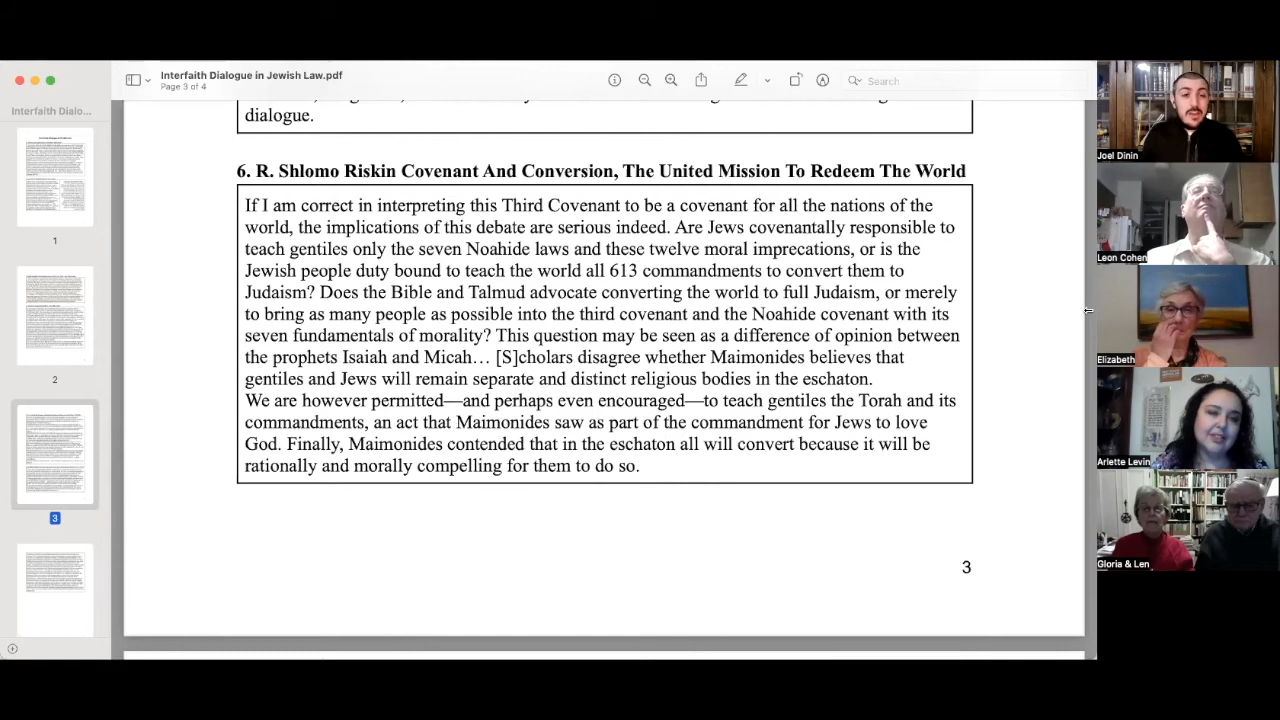 Interfaith Dialogue in Jewish Law.pdf
Page 3 of 4
Search
Interfaith Dialo...
1
2
3
dialogue.
6. R. Shlomo Riskin Covenant And Conversion, The United Mission To Redeem The World
If I am correct in interpreting this Third Covenant to be a covenant for all the nations of the
world, the implications of this debate are serious indeed. Are Jews covenantally responsible to
teach gentiles only the seven Noahide laws and these twelve moral imprecations, or is the
Jewish people duty bound to teach the world all 613 commandments to convert them to
Judaism? Does the Bible and Talmud advocate converting the world to full Judaism, or merely
to bring as many people as possible into the third covenant and the Noahide covenant with its
seven fundamentals of morality? This question may be seen as a difference of opinion between
the prophets Isaiah and Micah… [S]cholars disagree whether Maimonides believes that
gentiles and Jews will remain separate and distinct religious bodies in the eschaton.
We are however permitted—and perhaps even encouraged—to teach gentiles the Torah and its
commandments, an act that Maimonides saw as part of the commandment for Jews to love
God. Finally, Maimonides contended that in the eschaton all will convert because it will be
rationally and morally compelling for them to do so.
3
Joel Dinin
Leon Cohen
Elizabeth
Arlette Levin
Gloria & Len